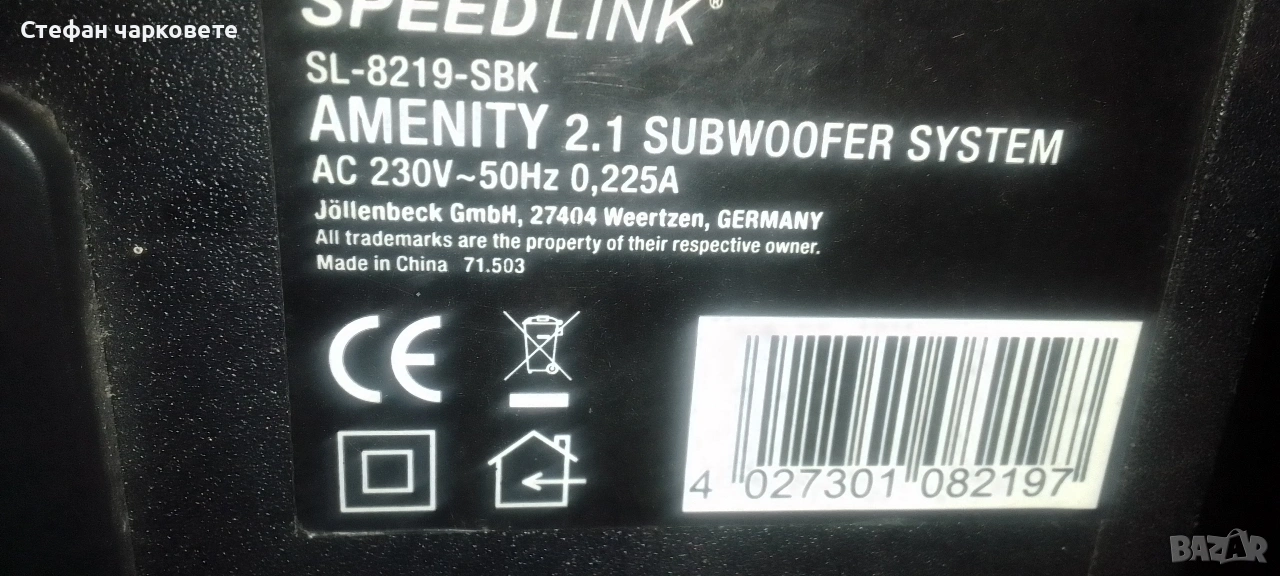 Стефан чарковете
SPEEDLINK®
SL-8219-SBK
AMENITY 2.1 SUBWOOFER SYSTEM
AC 230V~50Hz 0,225A
Jöllenbeck GmbH, 27404 Weertzen, GERMANY
All trademarks are the property of their respective owner.
Made in China 71.503
CE
4 027301 082197
BAZAR